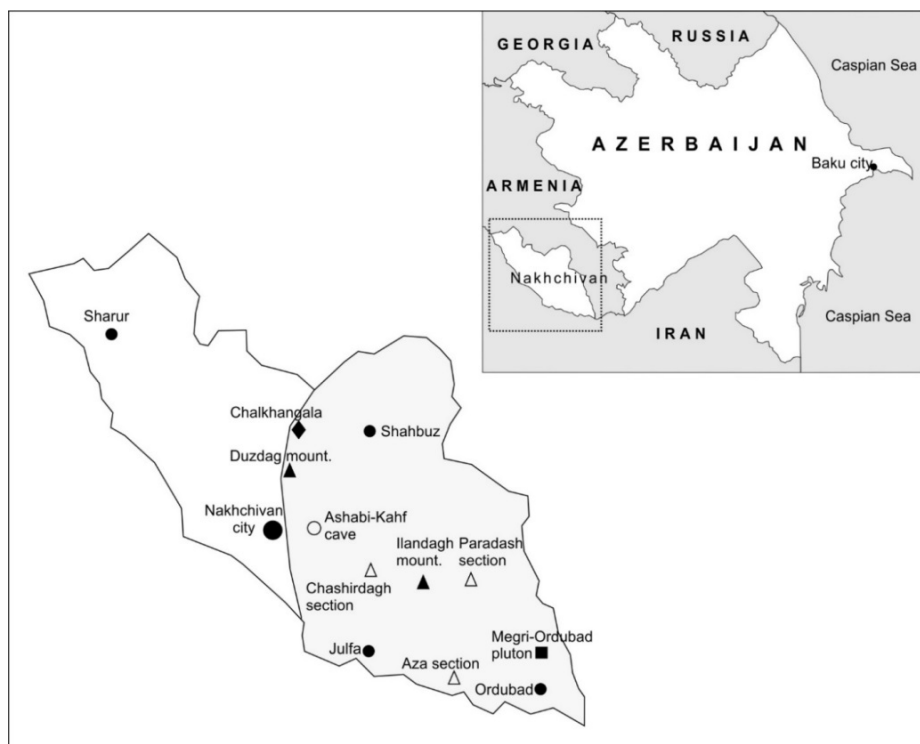 GEORGIA
RUSSIA
Caspian Sea
AZERBAIJAN
Baku city
ARMENIA
Nakhchivan
IRAN
Caspian Sea
Sharur
Chalkhangala
Shahbuz
Duzdag mount.
Nakhchivan
city
Ashabi-Kahf
cave
Ilandagh
mount.
Paradash
section
Chashirdagh
section
Megri-Ordubad
pluton
Julfa
Aza section
Ordubad